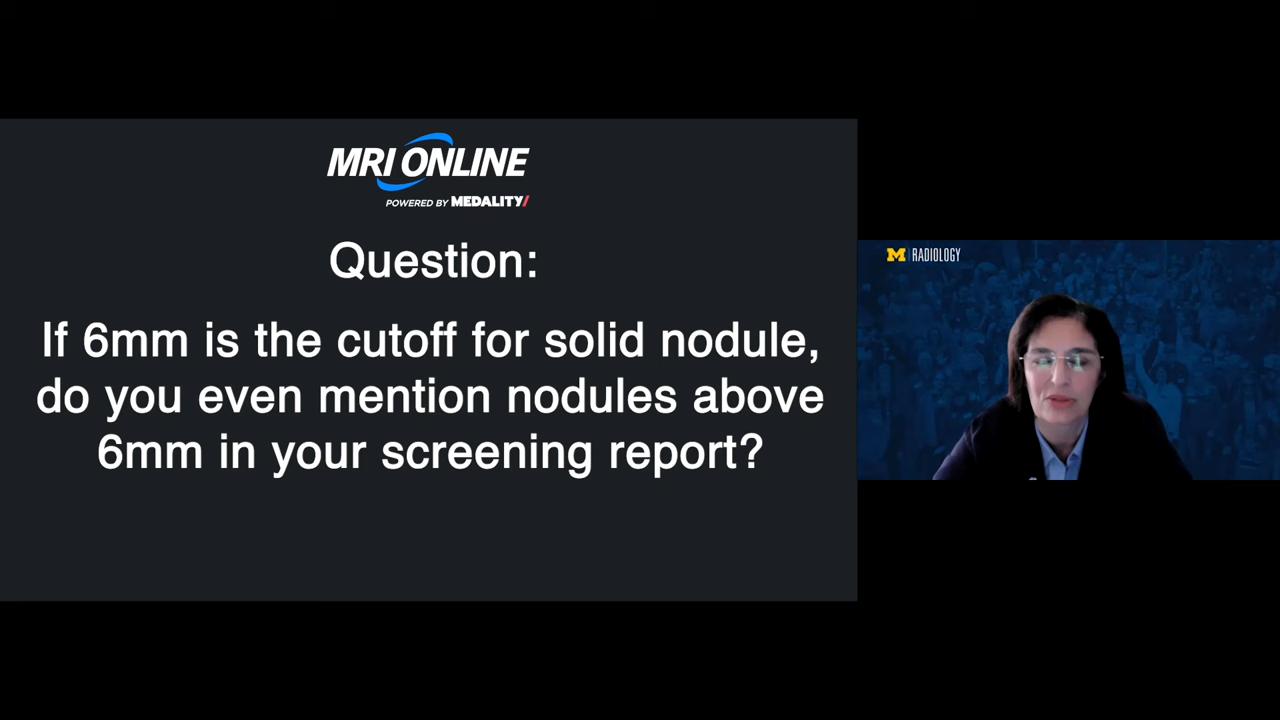 MRI ONLINE
POWERED BY MEDALITY/
Question:
If 6mm is the cutoff for solid nodule,
do you even mention nodules above
6mm in your screening report?
M | RADIOLOGY